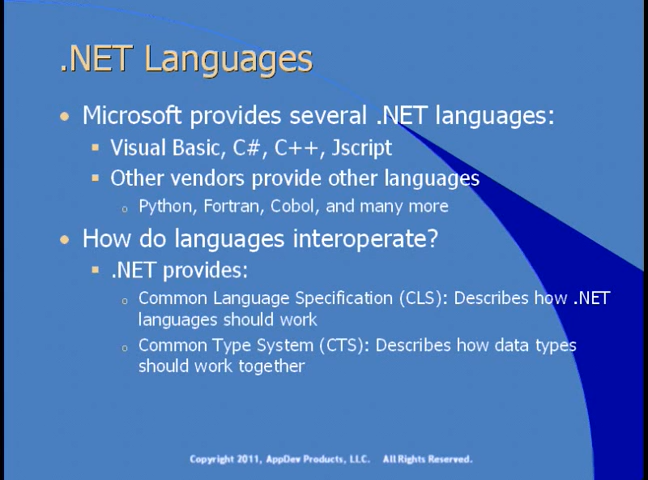 .NET Languages
• Microsoft provides several .NET languages:
▪ Visual Basic, C#, C++, Jscript
▪ Other vendors provide other languages
o Python, Fortran, Cobol, and many more
• How do languages interoperate?
▪ .NET provides:
o Common Language Specification (CLS): Describes how .NET
languages should work
o Common Type System (CTS): Describes how data types
should work together
Copyright 2011, AppDev Products, LLC. All Rights Reserved.